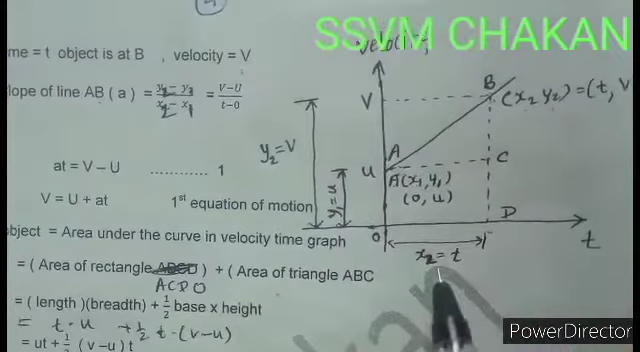 SSVM CHAKAN
me = t object is at B , velocity = V
lope of line AB ( a ) = y2 - y1 / x2 - x1 = V-U / t-0
at = V – U ............ 1
V = U + at 1st equation of motion
bject = Area under the curve in velocity time graph
= ( Area of rectangle ABCD ) + ( Area of triangle ABC
ACDO
= ( length )(breadth) + 1/2 base x height
= t · u + 1/2 t · (v-u)
= ut + 1/2 (v-u) t
V
B
(x2 y2) = (t, V
y2 = V
A
C
U
A(x1, y1)
(0, u)
y1 = u
O
D
t
x2 = t
PowerDirector